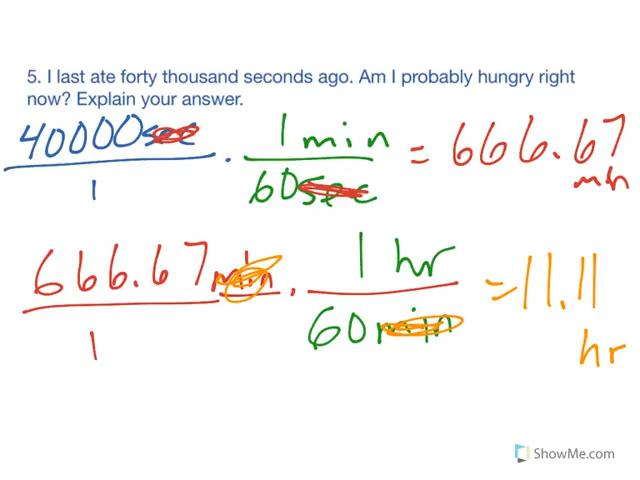 5. I last ate forty thousand seconds ago. Am I probably hungry right
now? Explain your answer.
40000 sec / 1 · 1 min / 60 sec = 666.67 min
666.67 min / 1 · 1 hr / 60 min = 11.11 hr
ShowMe.com